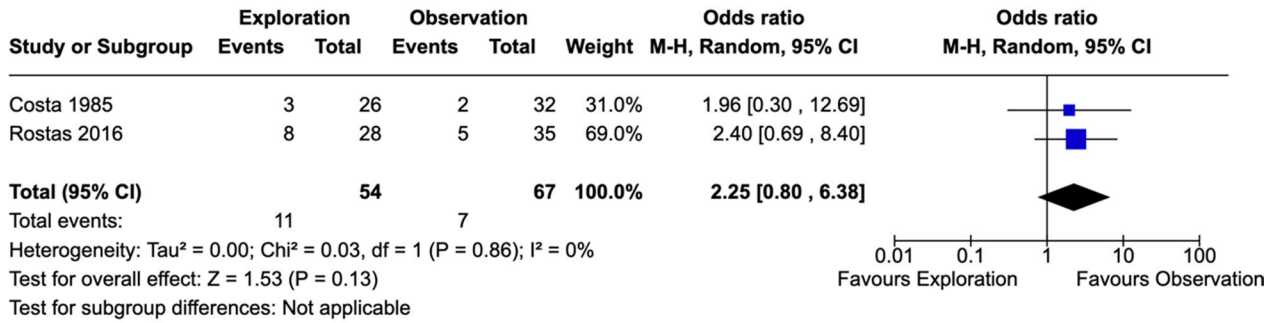 Exploration Observation Odds ratio Odds ratio
Study or Subgroup Events Total Events Total Weight M-H, Random, 95% CI M-H, Random, 95% CI
Costa 1985 3 26 2 32 31.0% 1.96 [0.30 , 12.69]
Rostas 2016 8 28 5 35 69.0% 2.40 [0.69 , 8.40]
Total (95% CI) 54 67 100.0% 2.25 [0.80 , 6.38]
Total events: 11 7
Heterogeneity: Tau² = 0.00; Chi² = 0.03, df = 1 (P = 0.86); I² = 0%
Test for overall effect: Z = 1.53 (P = 0.13)
Test for subgroup differences: Not applicable
0.01 0.1 1 10 100
Favours Exploration Favours Observation